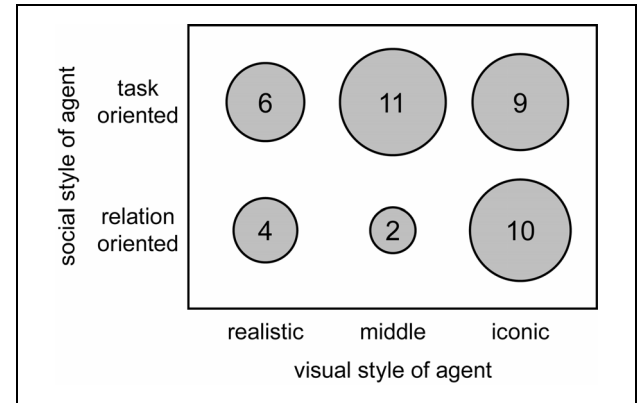 social style of agent
task
oriented
6
11
9
relation
oriented
4
2
10
realistic
middle
iconic
visual style of agent